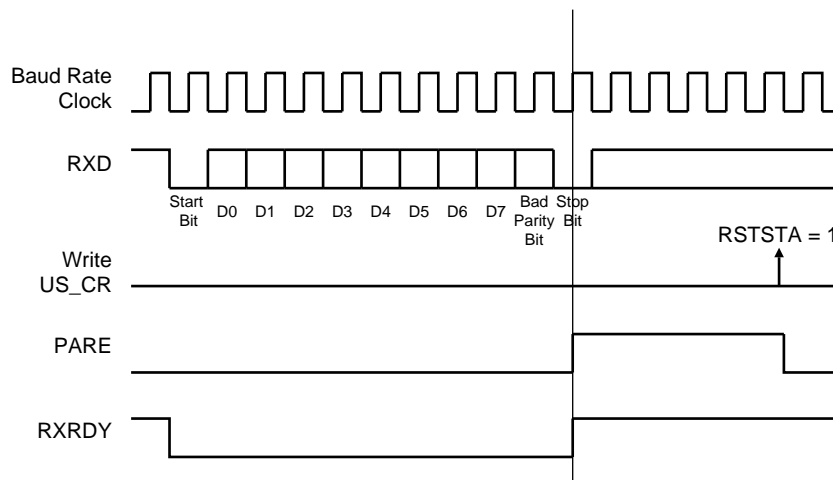 Baud Rate
Clock
RXD
Start
Bit
D0
D1
D2
D3
D4
D5
D6
D7
Bad
Parity
Bit
Stop
Bit
RSTSTA = 1
Write
US_CR
PARE
RXRDY